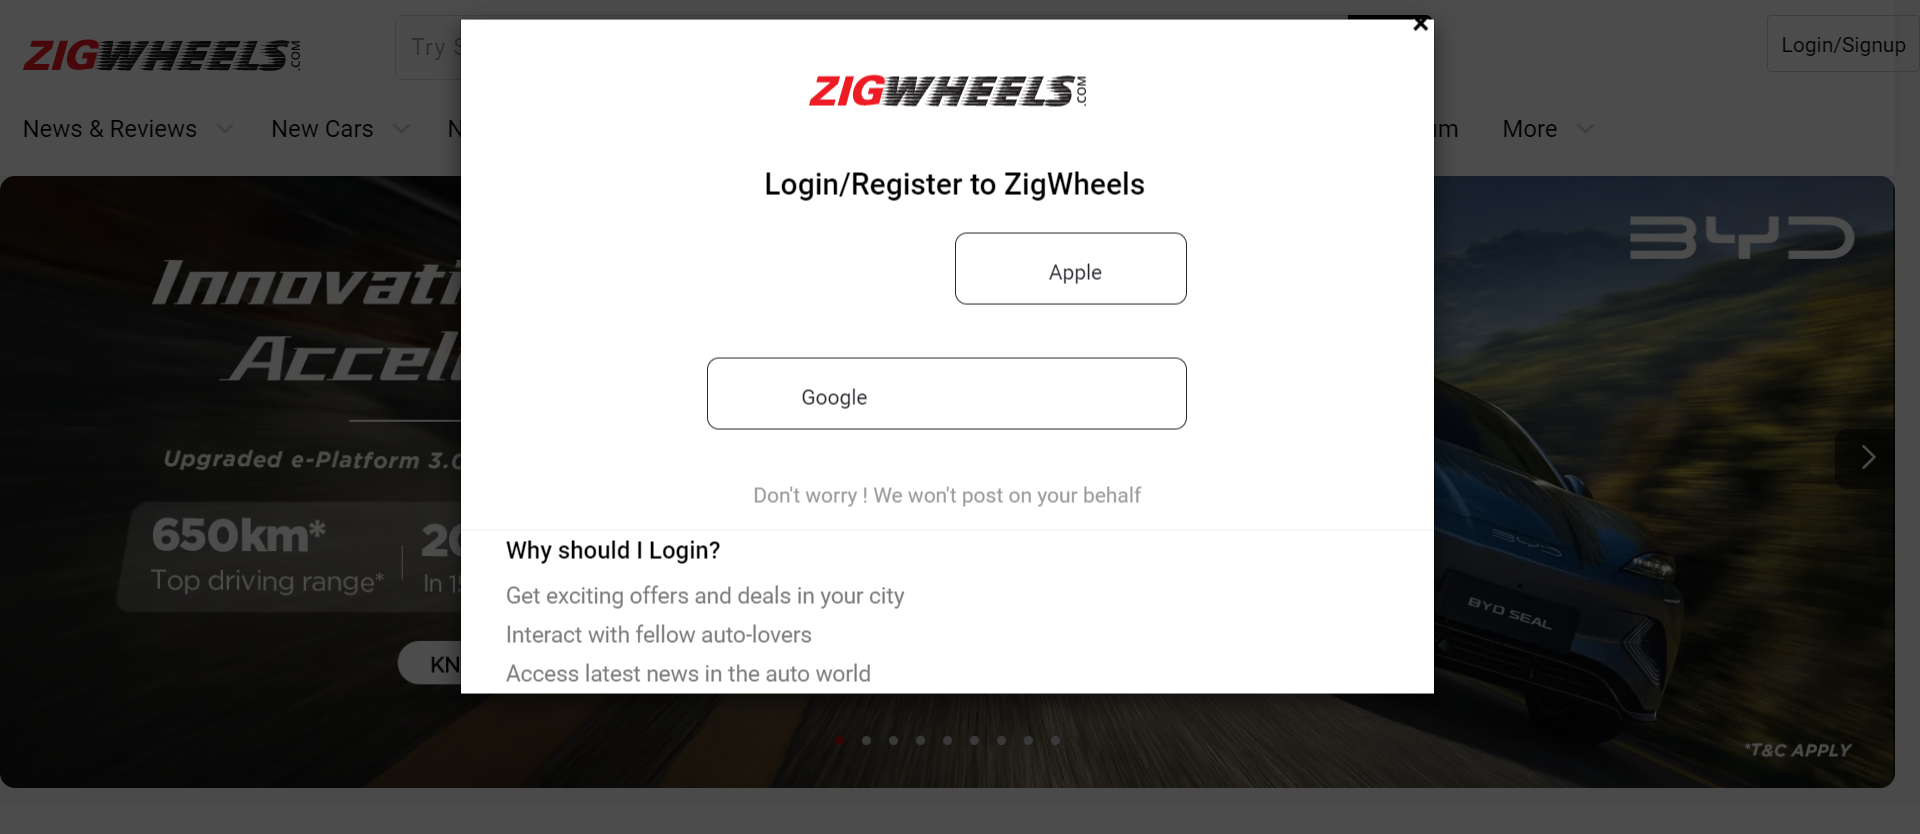 ZIGWHEELS.COM
Try S
Login/Signup
News & Reviews
New Cars
N
um
More
×
ZIGWHEELS.COM
Login/Register to ZigWheels
Apple
Google
Don't worry ! We won't post on your behalf
Why should I Login?
Get exciting offers and deals in your city
Interact with fellow auto-lovers
Access latest news in the auto world
Innovati
Accel
Upgraded e-Platform 3.0
650km*
Top driving range*
20
In 15
KN
BYD
BYD
BYD SEAL
*T&C APPLY